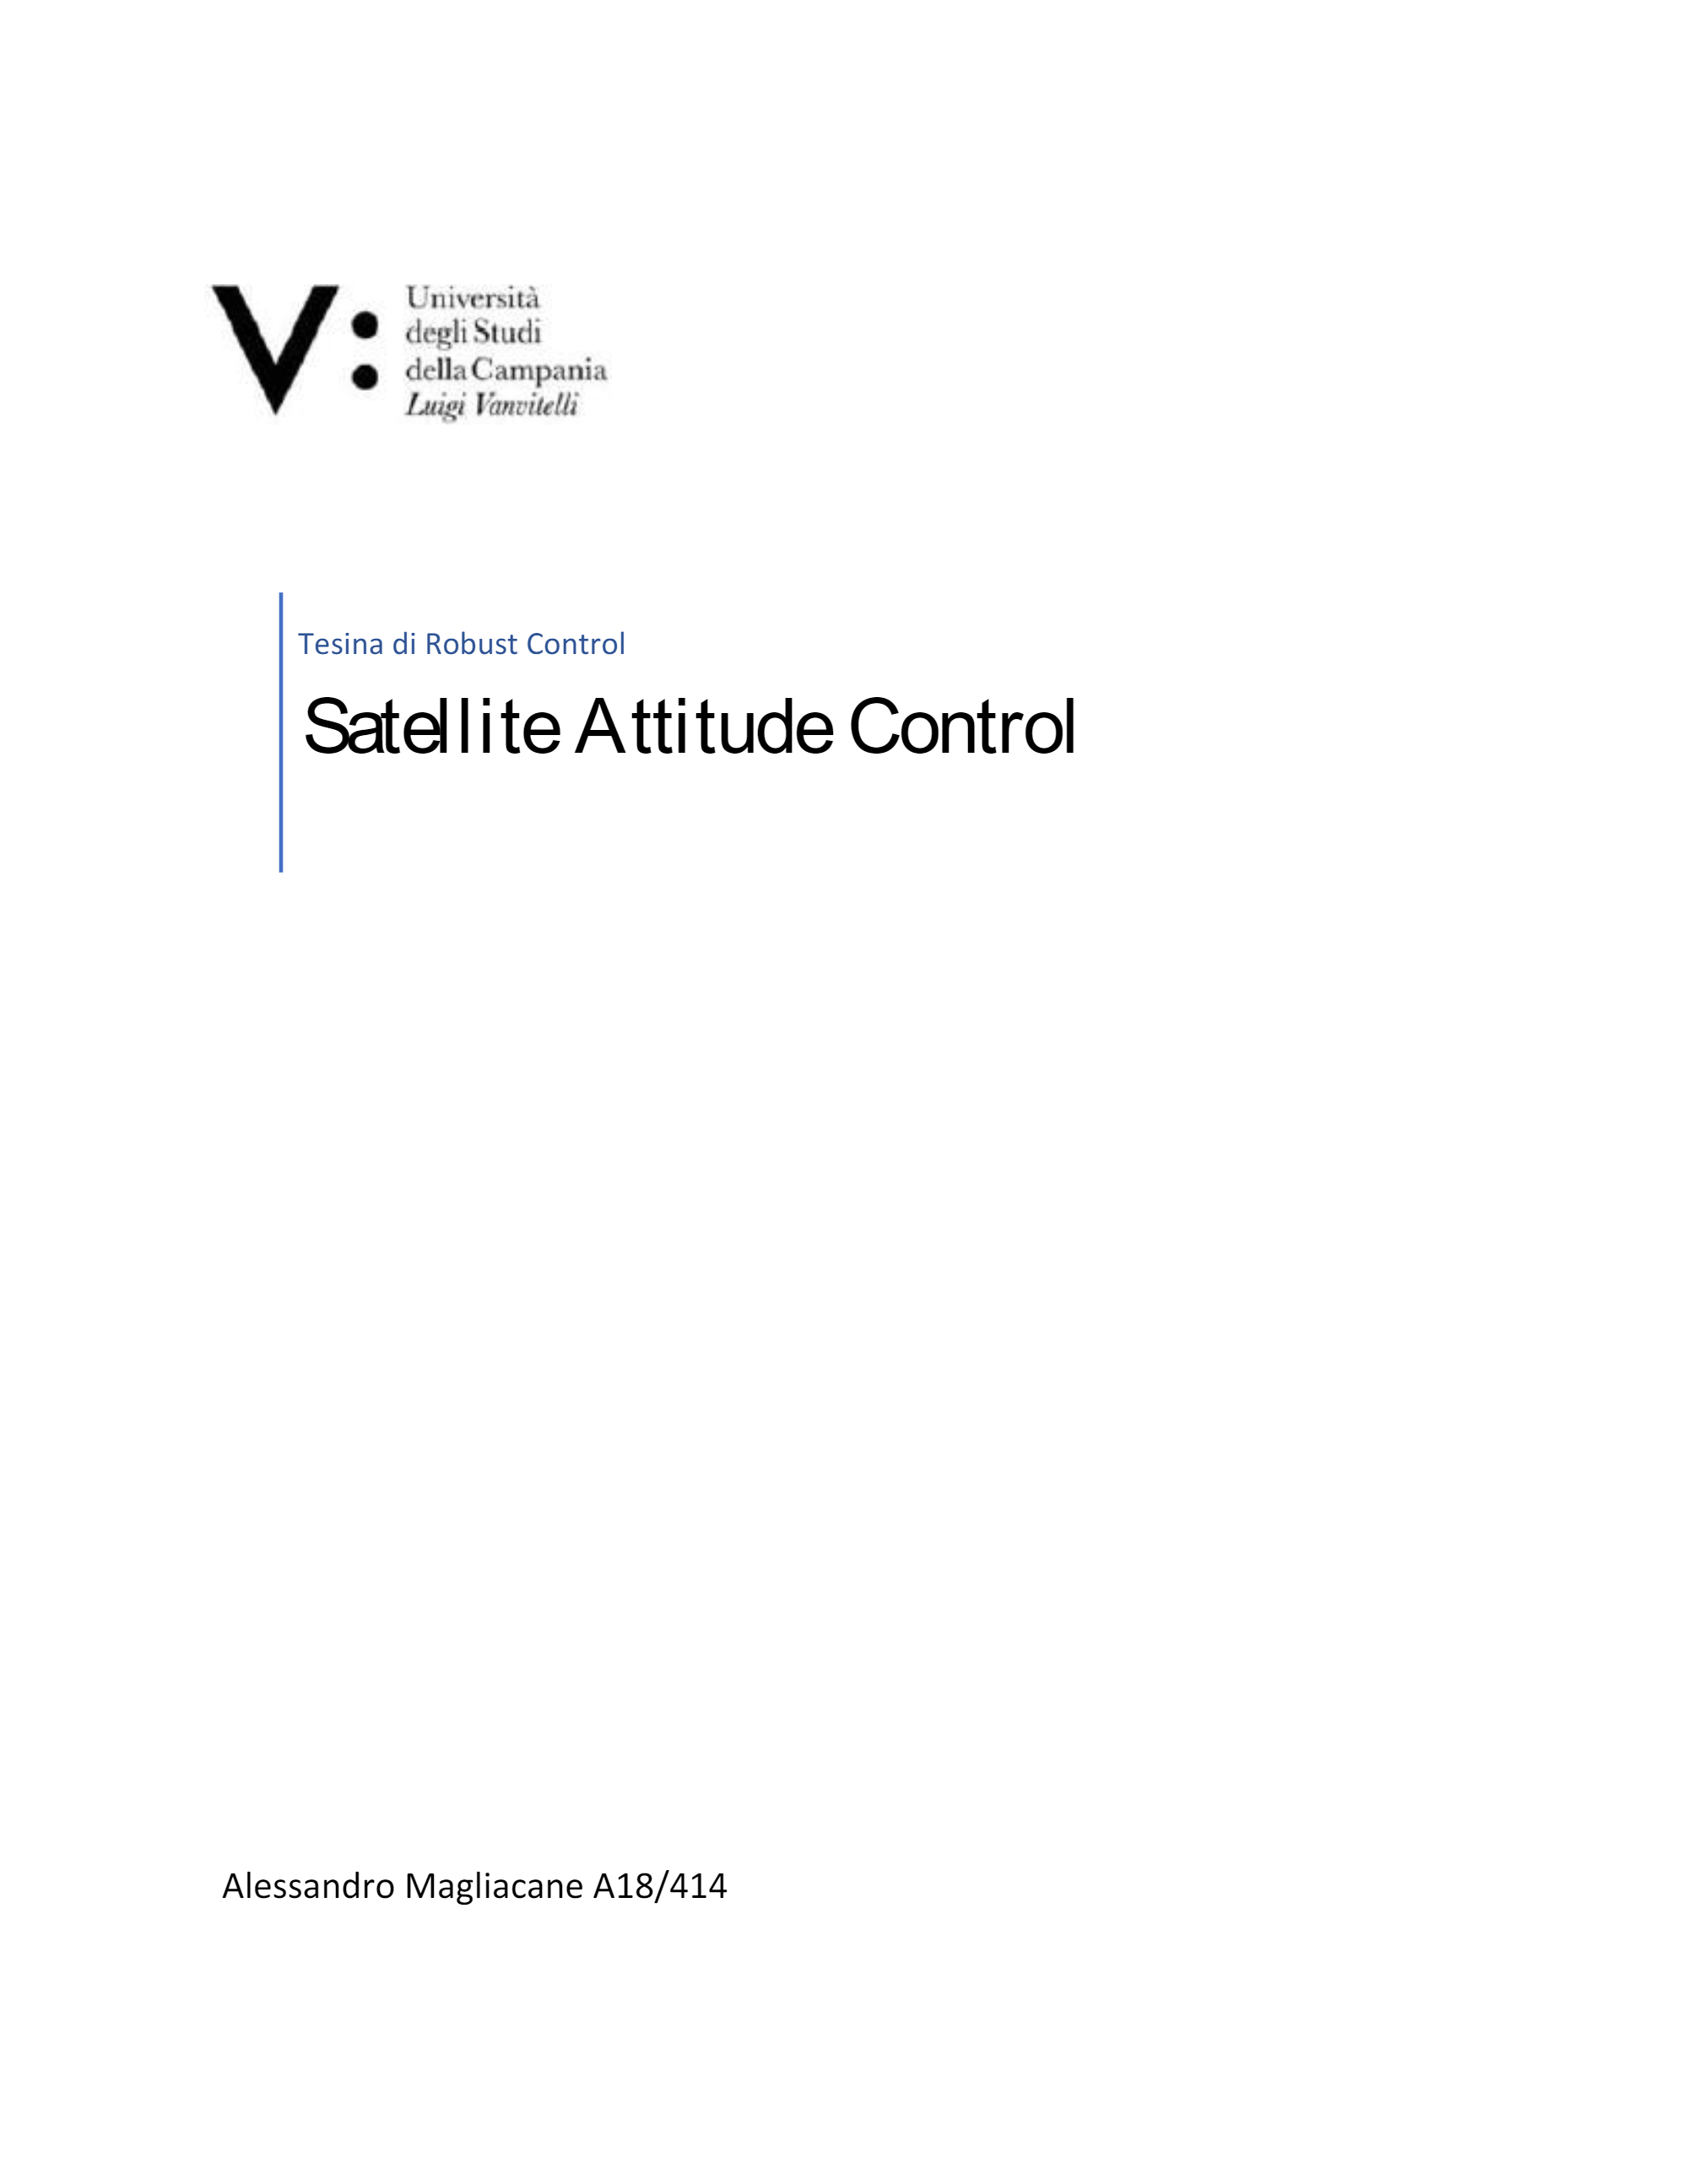 V:
Università
degli Studi
della Campania
Luigi Vanvitelli
Tesina di Robust Control
Satellite Attitude Control
Alessandro Magliacane A18/414